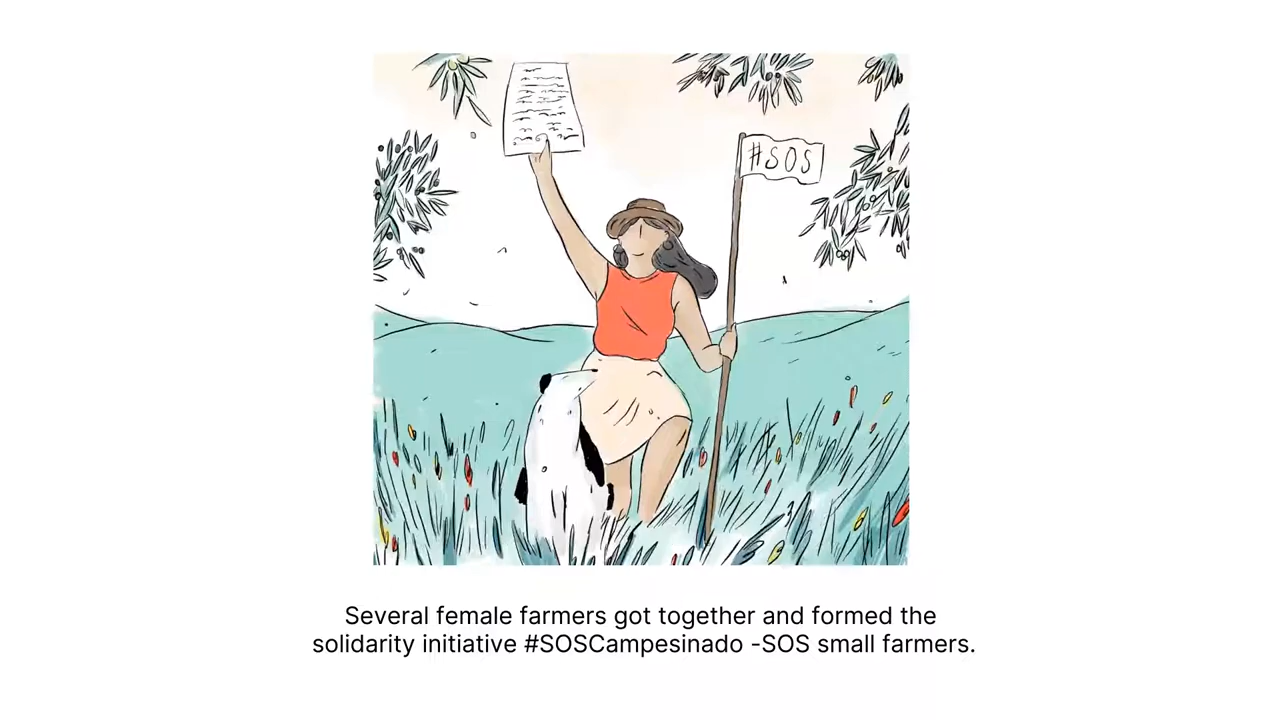 #SOS
Several female farmers got together and formed the
solidarity initiative #SOSCampesinado -SOS small farmers.